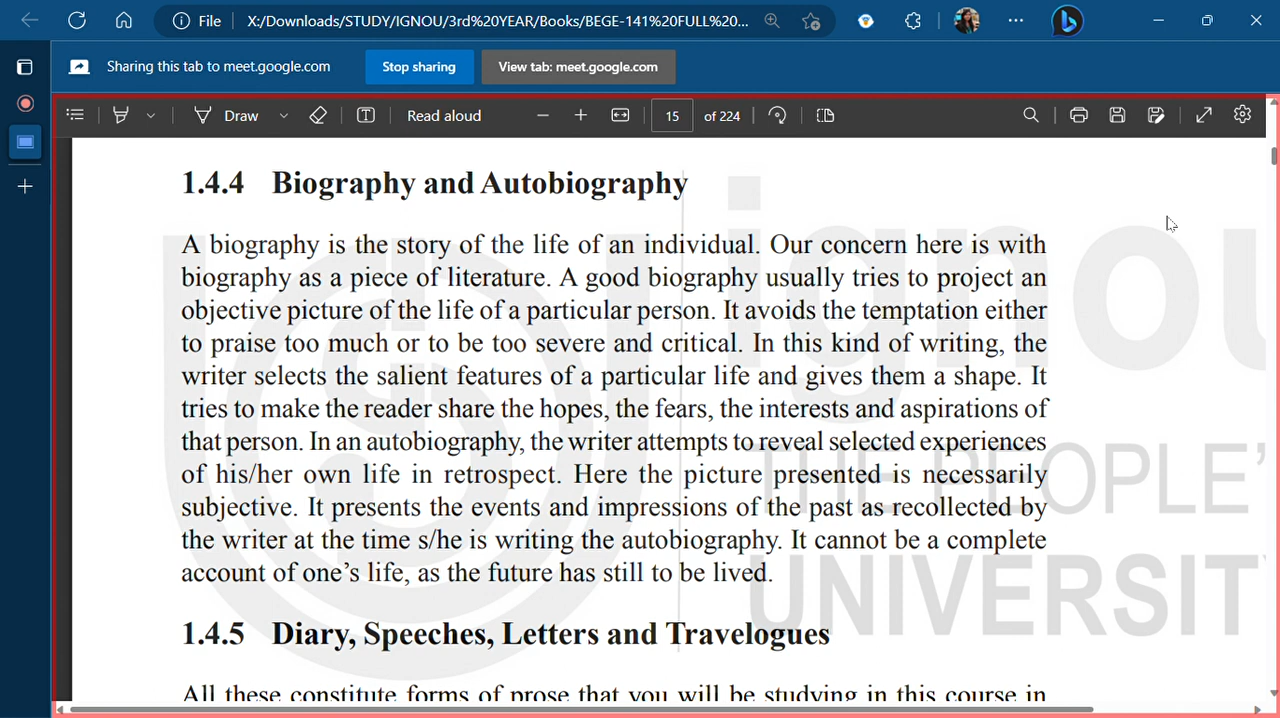 File X:/Downloads/STUDY/IGNOU/3rd%20YEAR/Books/BEGE-141%20FULL%20...
Sharing this tab to meet.google.com Stop sharing View tab: meet.google.com
Draw Read aloud 15 of 224
1.4.4 Biography and Autobiography
A biography is the story of the life of an individual. Our concern here is with
biography as a piece of literature. A good biography usually tries to project an
objective picture of the life of a particular person. It avoids the temptation either
to praise too much or to be too severe and critical. In this kind of writing, the
writer selects the salient features of a particular life and gives them a shape. It
tries to make the reader share the hopes, the fears, the interests and aspirations of
that person. In an autobiography, the writer attempts to reveal selected experiences
of his/her own life in retrospect. Here the picture presented is necessarily
subjective. It presents the events and impressions of the past as recollected by
the writer at the time s/he is writing the autobiography. It cannot be a complete
account of one's life, as the future has still to be lived.
1.4.5 Diary, Speeches, Letters and Travelogues
All these constitute forms of prose that you will be studying in this course in
ignou
THE PEOPLE'
UNIVERSIT